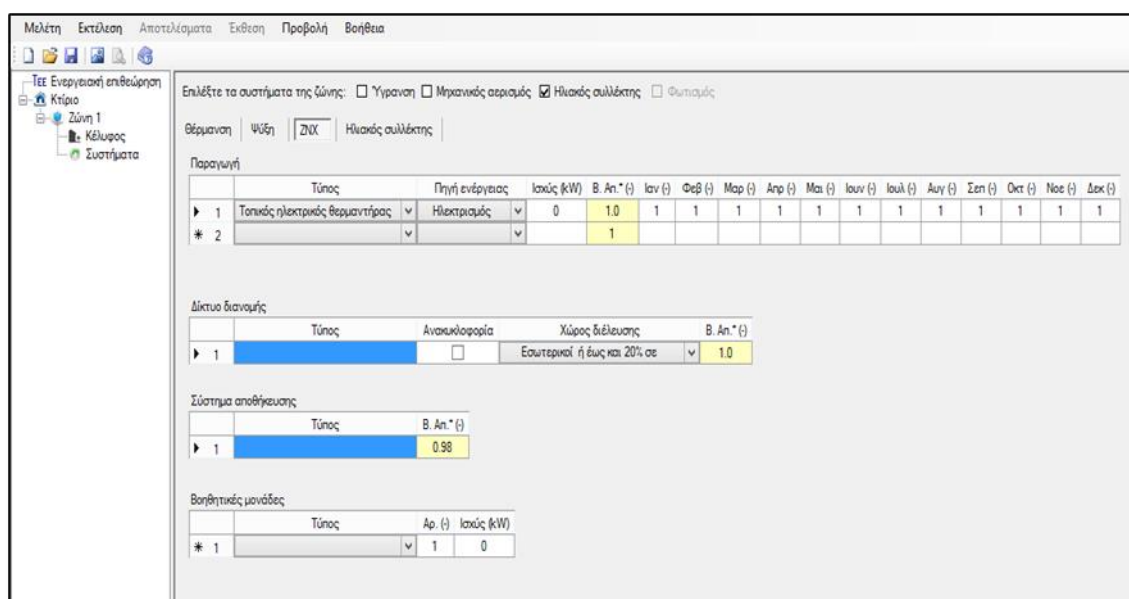 Μελέτη Εκτέλεση Αποτελέσματα Έκθεση Προβολή Βοήθεια
ΤΕΕ Ενεργειακή επιθεώρηση
Κτίριο
Ζώνη 1
Κέλυφος
Συστήματα
Επιλέξτε τα συστήματα της ζώνης: Ύγρανση Μηχανικός αερισμός Ηλιακός συλλέκτης Φωτισμός
Θέρμανση Ψύξη ΖΝΧ Ηλιακός συλλέκτης
Παραγωγή
Τύπος Πηγή ενέργειας Ισχύς (kW) Β. Απ.* (-) Ιαν (-) Φεβ (-) Μαρ (-) Απρ (-) Μαι (-) Ιουν (-) Ιουλ (-) Αυγ (-) Σεπ (-) Οκτ (-) Νοε (-) Δεκ (-)
1 Τοπικός ηλεκτρικός θερμαντήρας Ηλεκτρισμός 0 1.0 1 1 1 1 1 1 1 1 1 1 1 1
* 2 1
Δίκτυο διανομής
Τύπος Ανακυκλοφορία Χώρος διέλευσης Β. Απ.* (-)
1 Εσωτερικοί ή έως και 20% σε 1.0
Σύστημα αποθήκευσης
Τύπος Β. Απ.* (-)
1 0.98
Βοηθητικές μονάδες
Τύπος Αρ. (-) Ισχύς (kW)
* 1 1 0